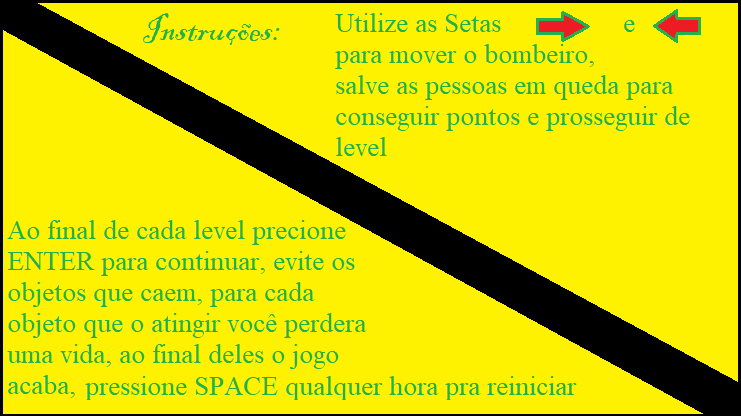 Instruções:
Utilize as Setas e
para mover o bombeiro,
salve as pessoas em queda para
conseguir pontos e prosseguir de
level
Ao final de cada level precione
ENTER para continuar, evite os
objetos que caem, para cada
objeto que o atingir você perdera
uma vida, ao final deles o jogo
acaba, pressione SPACE qualquer hora pra reiniciar